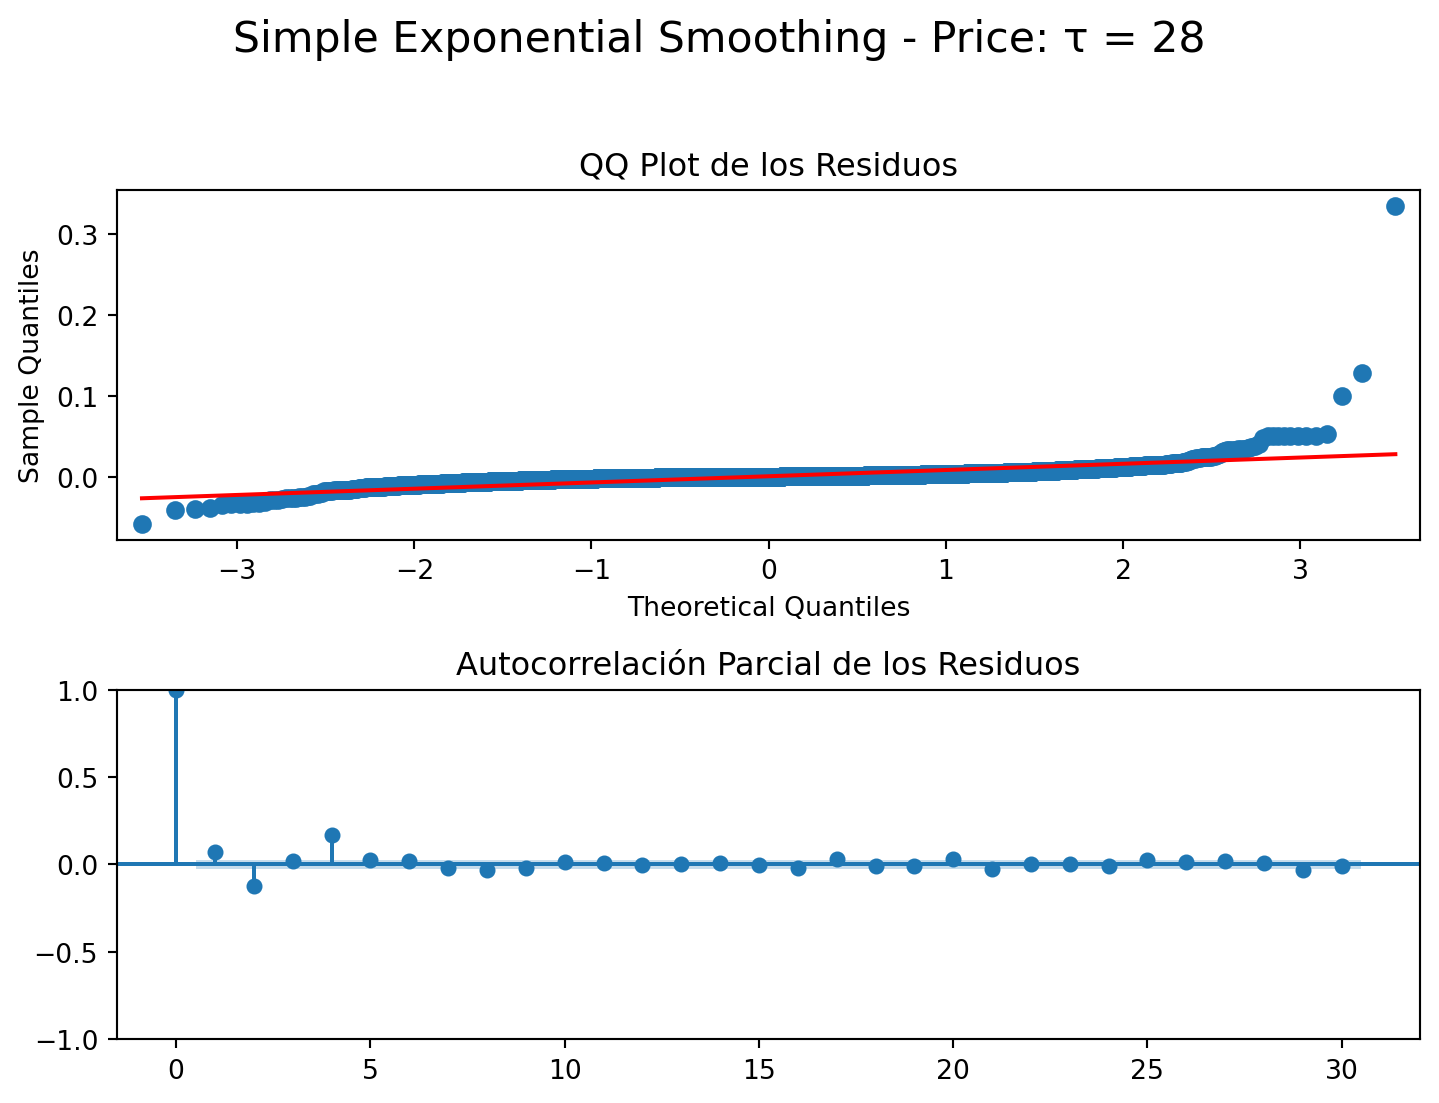 Simple Exponential Smoothing - Price: τ = 28
QQ Plot de los Residuos
Sample Quantiles
0.3
0.2
0.1
0.0
−3 −2 −1 0 1 2 3
Theoretical Quantiles
Autocorrelación Parcial de los Residuos
1.0
0.5
0.0
−0.5
−1.0
0 5 10 15 20 25 30